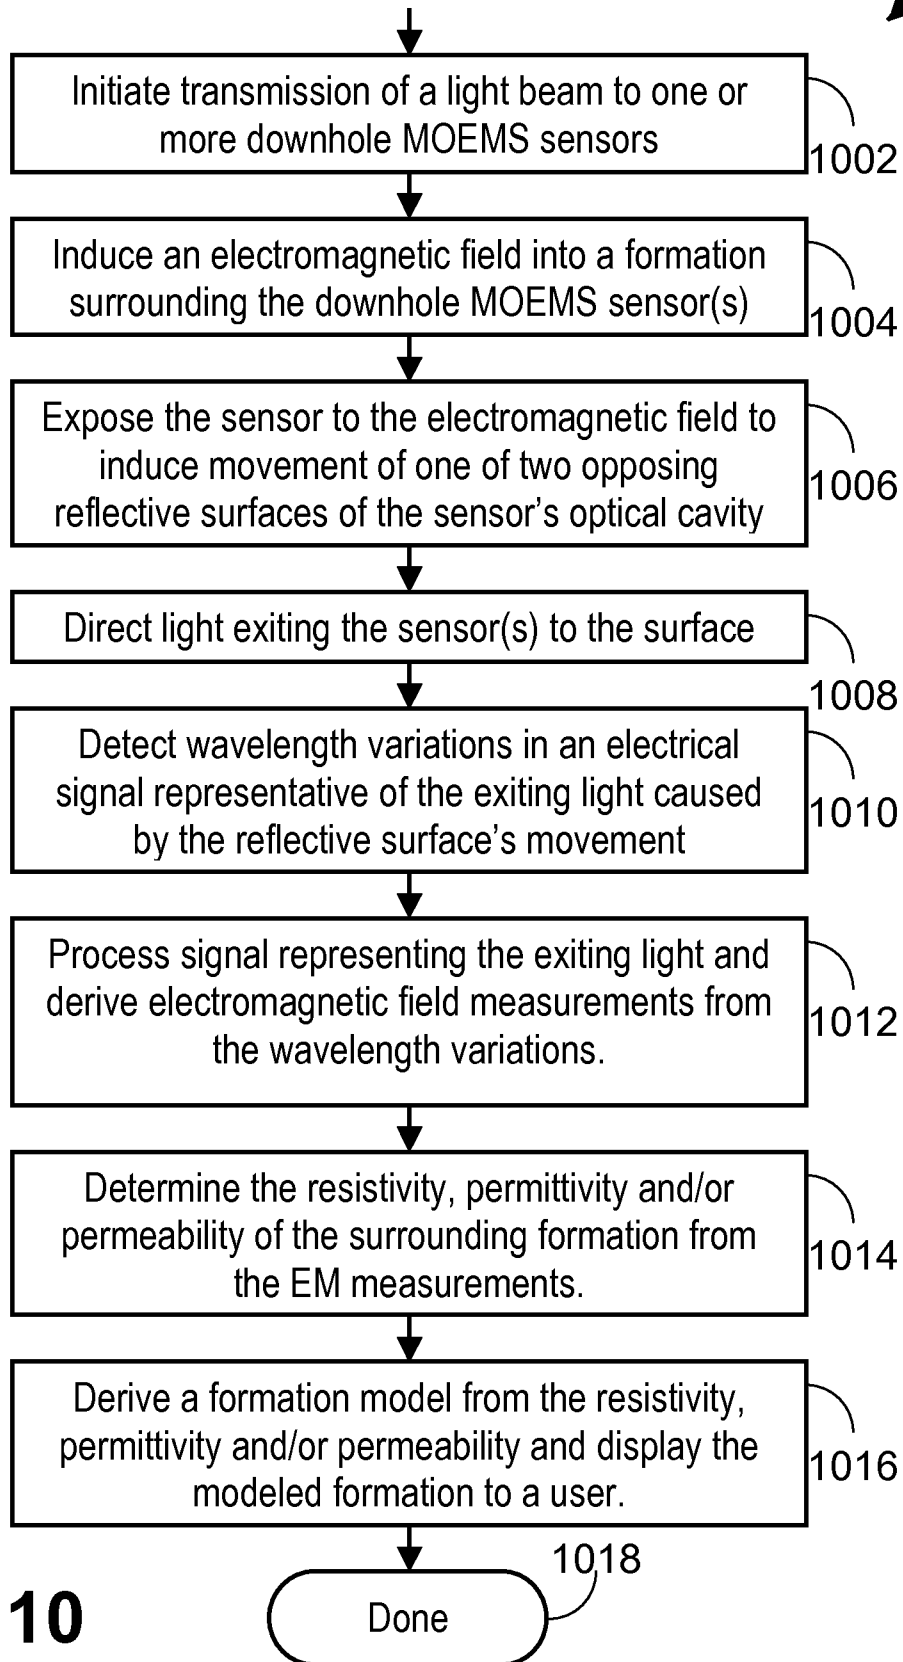 Initiate transmission of a light beam to one or
more downhole MOEMS sensors
1002
Induce an electromagnetic field into a formation
surrounding the downhole MOEMS sensor(s)
1004
Expose the sensor to the electromagnetic field to
induce movement of one of two opposing
reflective surfaces of the sensor’s optical cavity
1006
Direct light exiting the sensor(s) to the surface
1008
Detect wavelength variations in an electrical
signal representative of the exiting light caused
by the reflective surface’s movement
1010
Process signal representing the exiting light and
derive electromagnetic field measurements from
the wavelength variations.
1012
Determine the resistivity, permittivity and/or
permeability of the surrounding formation from
the EM measurements.
1014
Derive a formation model from the resistivity,
permittivity and/or permeability and display the
modeled formation to a user.
1016
1018
Done
10